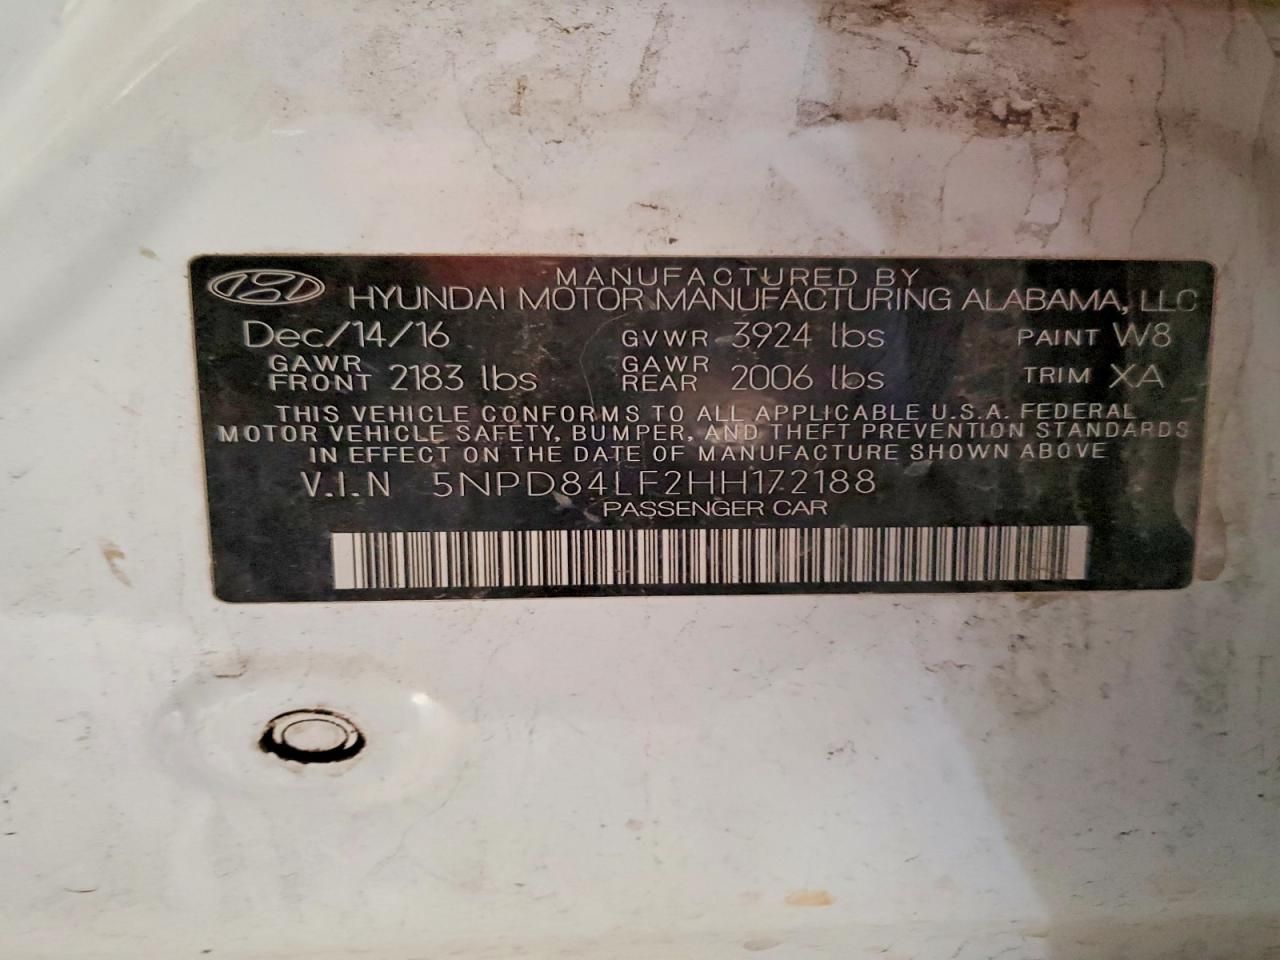 MANUFACTURED BY
HYUNDAI MOTOR MANUFACTURING ALABAMA, LLC
Dec/14/16 GVWR 3924 lbs PAINT W8
GAWR FRONT 2183 lbs GAWR REAR 2006 lbs TRIM XA
THIS VEHICLE CONFORMS TO ALL APPLICABLE U.S.A. FEDERAL
MOTOR VEHICLE SAFETY, BUMPER, AND THEFT PREVENTION STANDARDS
IN EFFECT ON THE DATE OF MANUFACTURE SHOWN ABOVE
V.I.N 5NPD84LF2HH172188
PASSENGER CAR